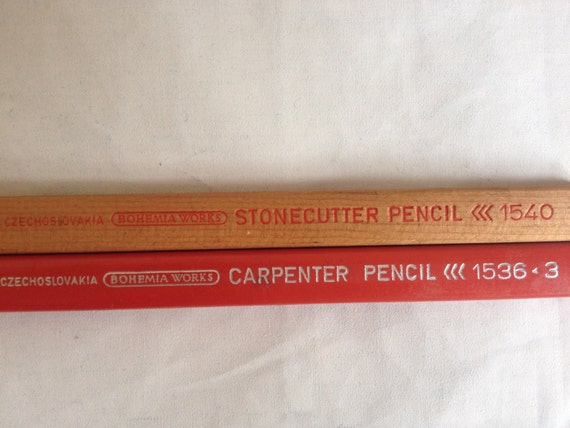 CZECHOSLOVAKIA BOHEMIA WORKS STONECUTTER PENCIL <<< 1540
CZECHOSLOVAKIA BOHEMIA WORKS CARPENTER PENCIL <<< 1536 < 3